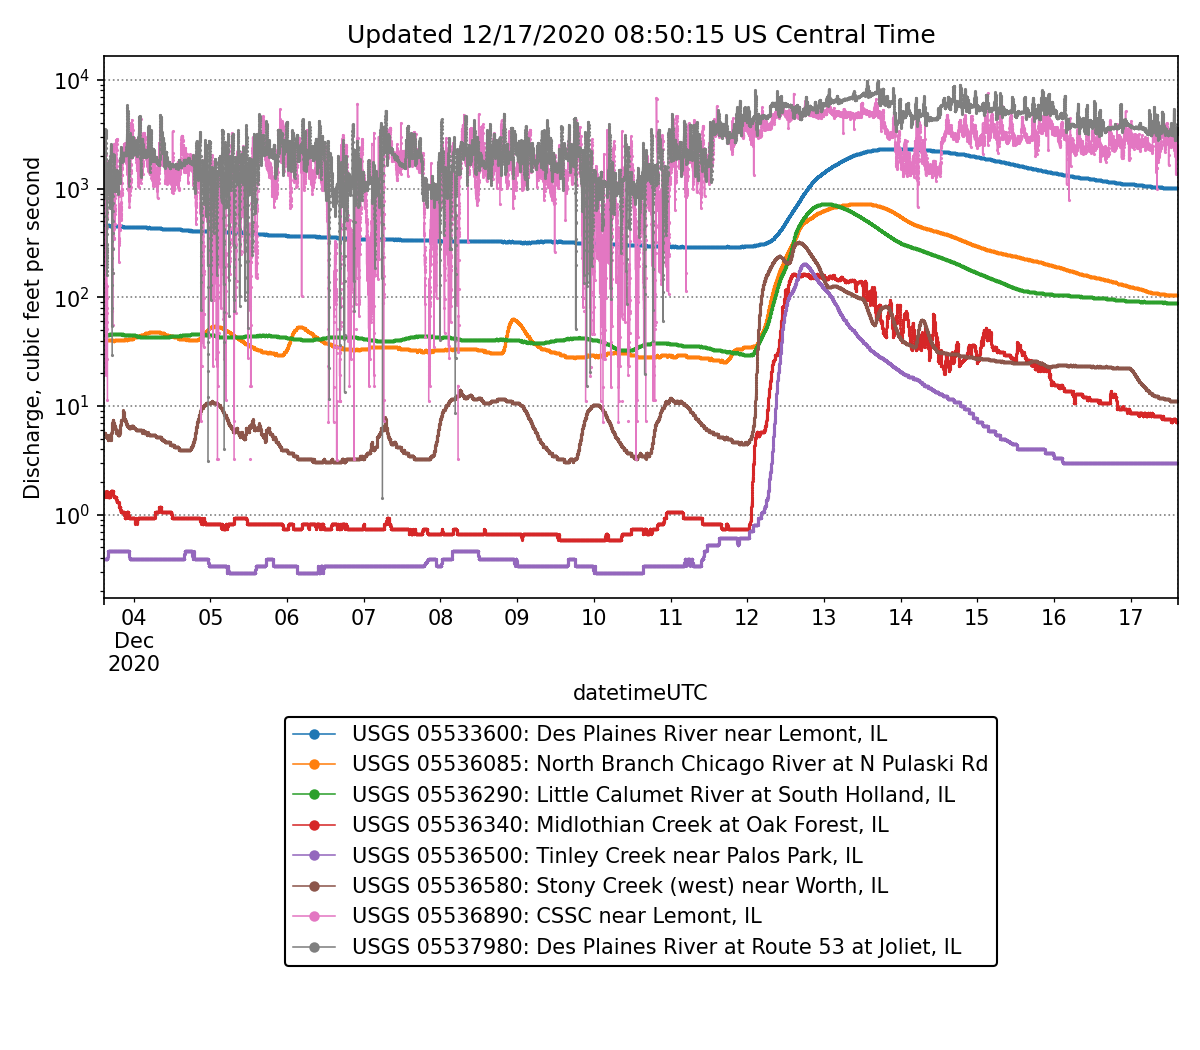 Updated 12/17/2020 08:50:15 US Central Time
Discharge, cubic feet per second
10^4
10^3
10^2
10^1
10^0
04 05 06 07 08 09 10 11 12 13 14 15 16 17
Dec
2020
datetimeUTC
USGS 05533600: Des Plaines River near Lemont, IL
USGS 05536085: North Branch Chicago River at N Pulaski Rd
USGS 05536290: Little Calumet River at South Holland, IL
USGS 05536340: Midlothian Creek at Oak Forest, IL
USGS 05536500: Tinley Creek near Palos Park, IL
USGS 05536580: Stony Creek (west) near Worth, IL
USGS 05536890: CSSC near Lemont, IL
USGS 05537980: Des Plaines River at Route 53 at Joliet, IL